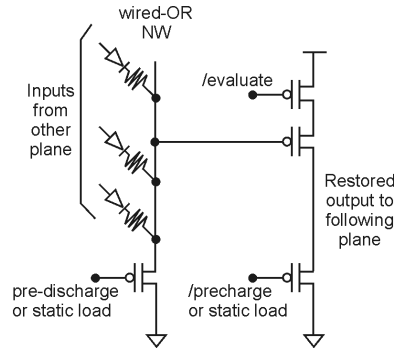 wired-OR
NW
Inputs
from
other
plane
/evaluate
Restored
output to
following
plane
pre-discharge
or static load
/precharge
or static load